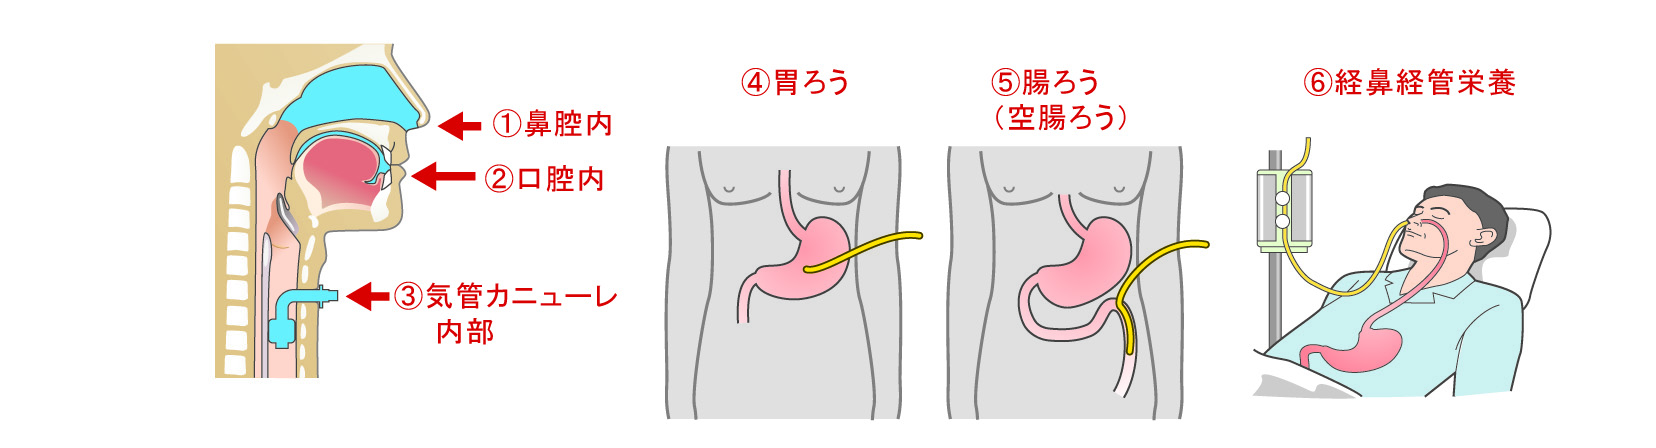 ①鼻腔内
②口腔内
③気管カニューレ
内部
④胃ろう
⑤腸ろう
（空腸ろう）
⑥経鼻経管栄養